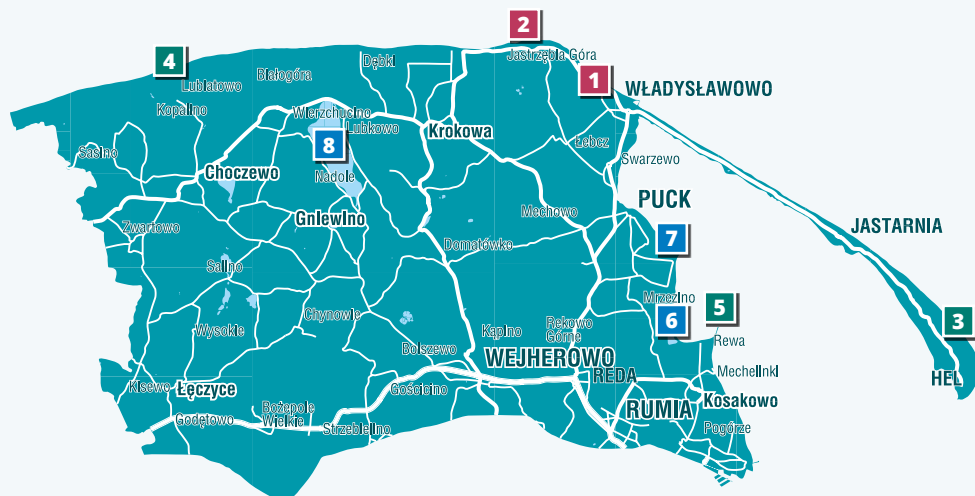 2
Jastrzębia Góra
4
Dębki
Białogóra
Lubiatowo
1
WŁADYSŁAWOWO
Kopalino
Wierzchucino
Lubkowo
Krokowa
Łebcz
8
Sasino
Swarzewo
Choczewo
Nadole
PUCK
Gniewino
Mechowo
Zwartowo
JASTARNIA
7
Domatówko
Salino
Mrzezino
Chynowie
5
6
3
Wysokie
Kąpino
Rekowo
Górne
Rewa
Bolszewo
WEJHEROWO
Mechelinki
REDA
HEL
Kisewo
Łęczyce
Gościcino
Kosakowo
Bożepole
Wielkie
RUMIA
Godętowo
Strzebielino
Pogórze